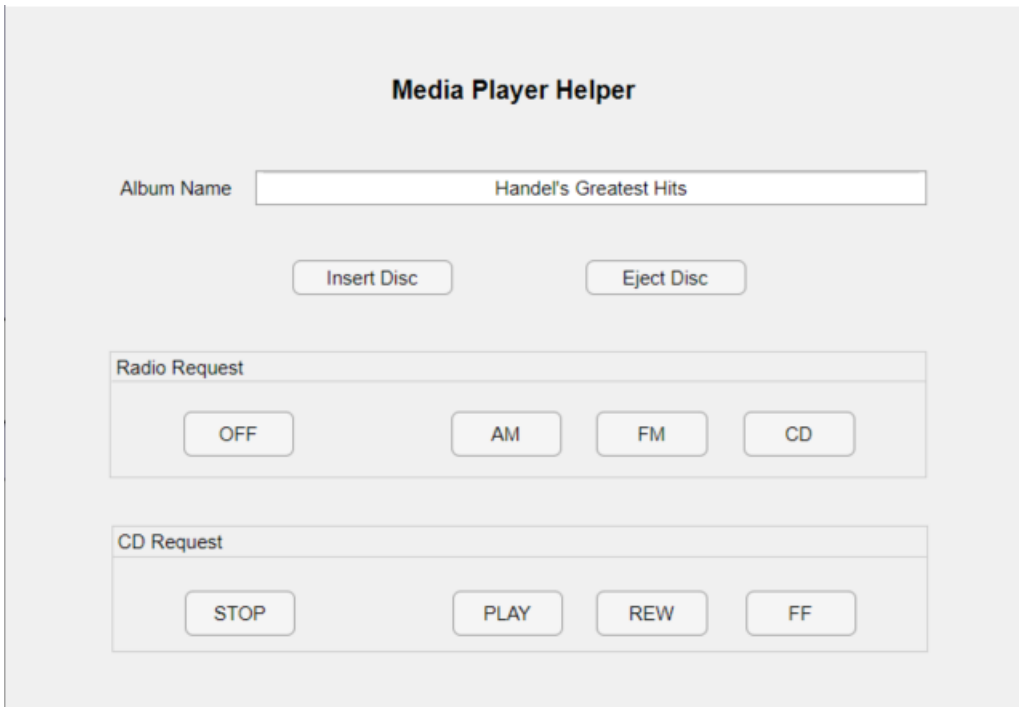 Media Player Helper
Album Name Handel's Greatest Hits
Insert Disc Eject Disc
Radio Request
OFF AM FM CD
CD Request
STOP PLAY REW FF